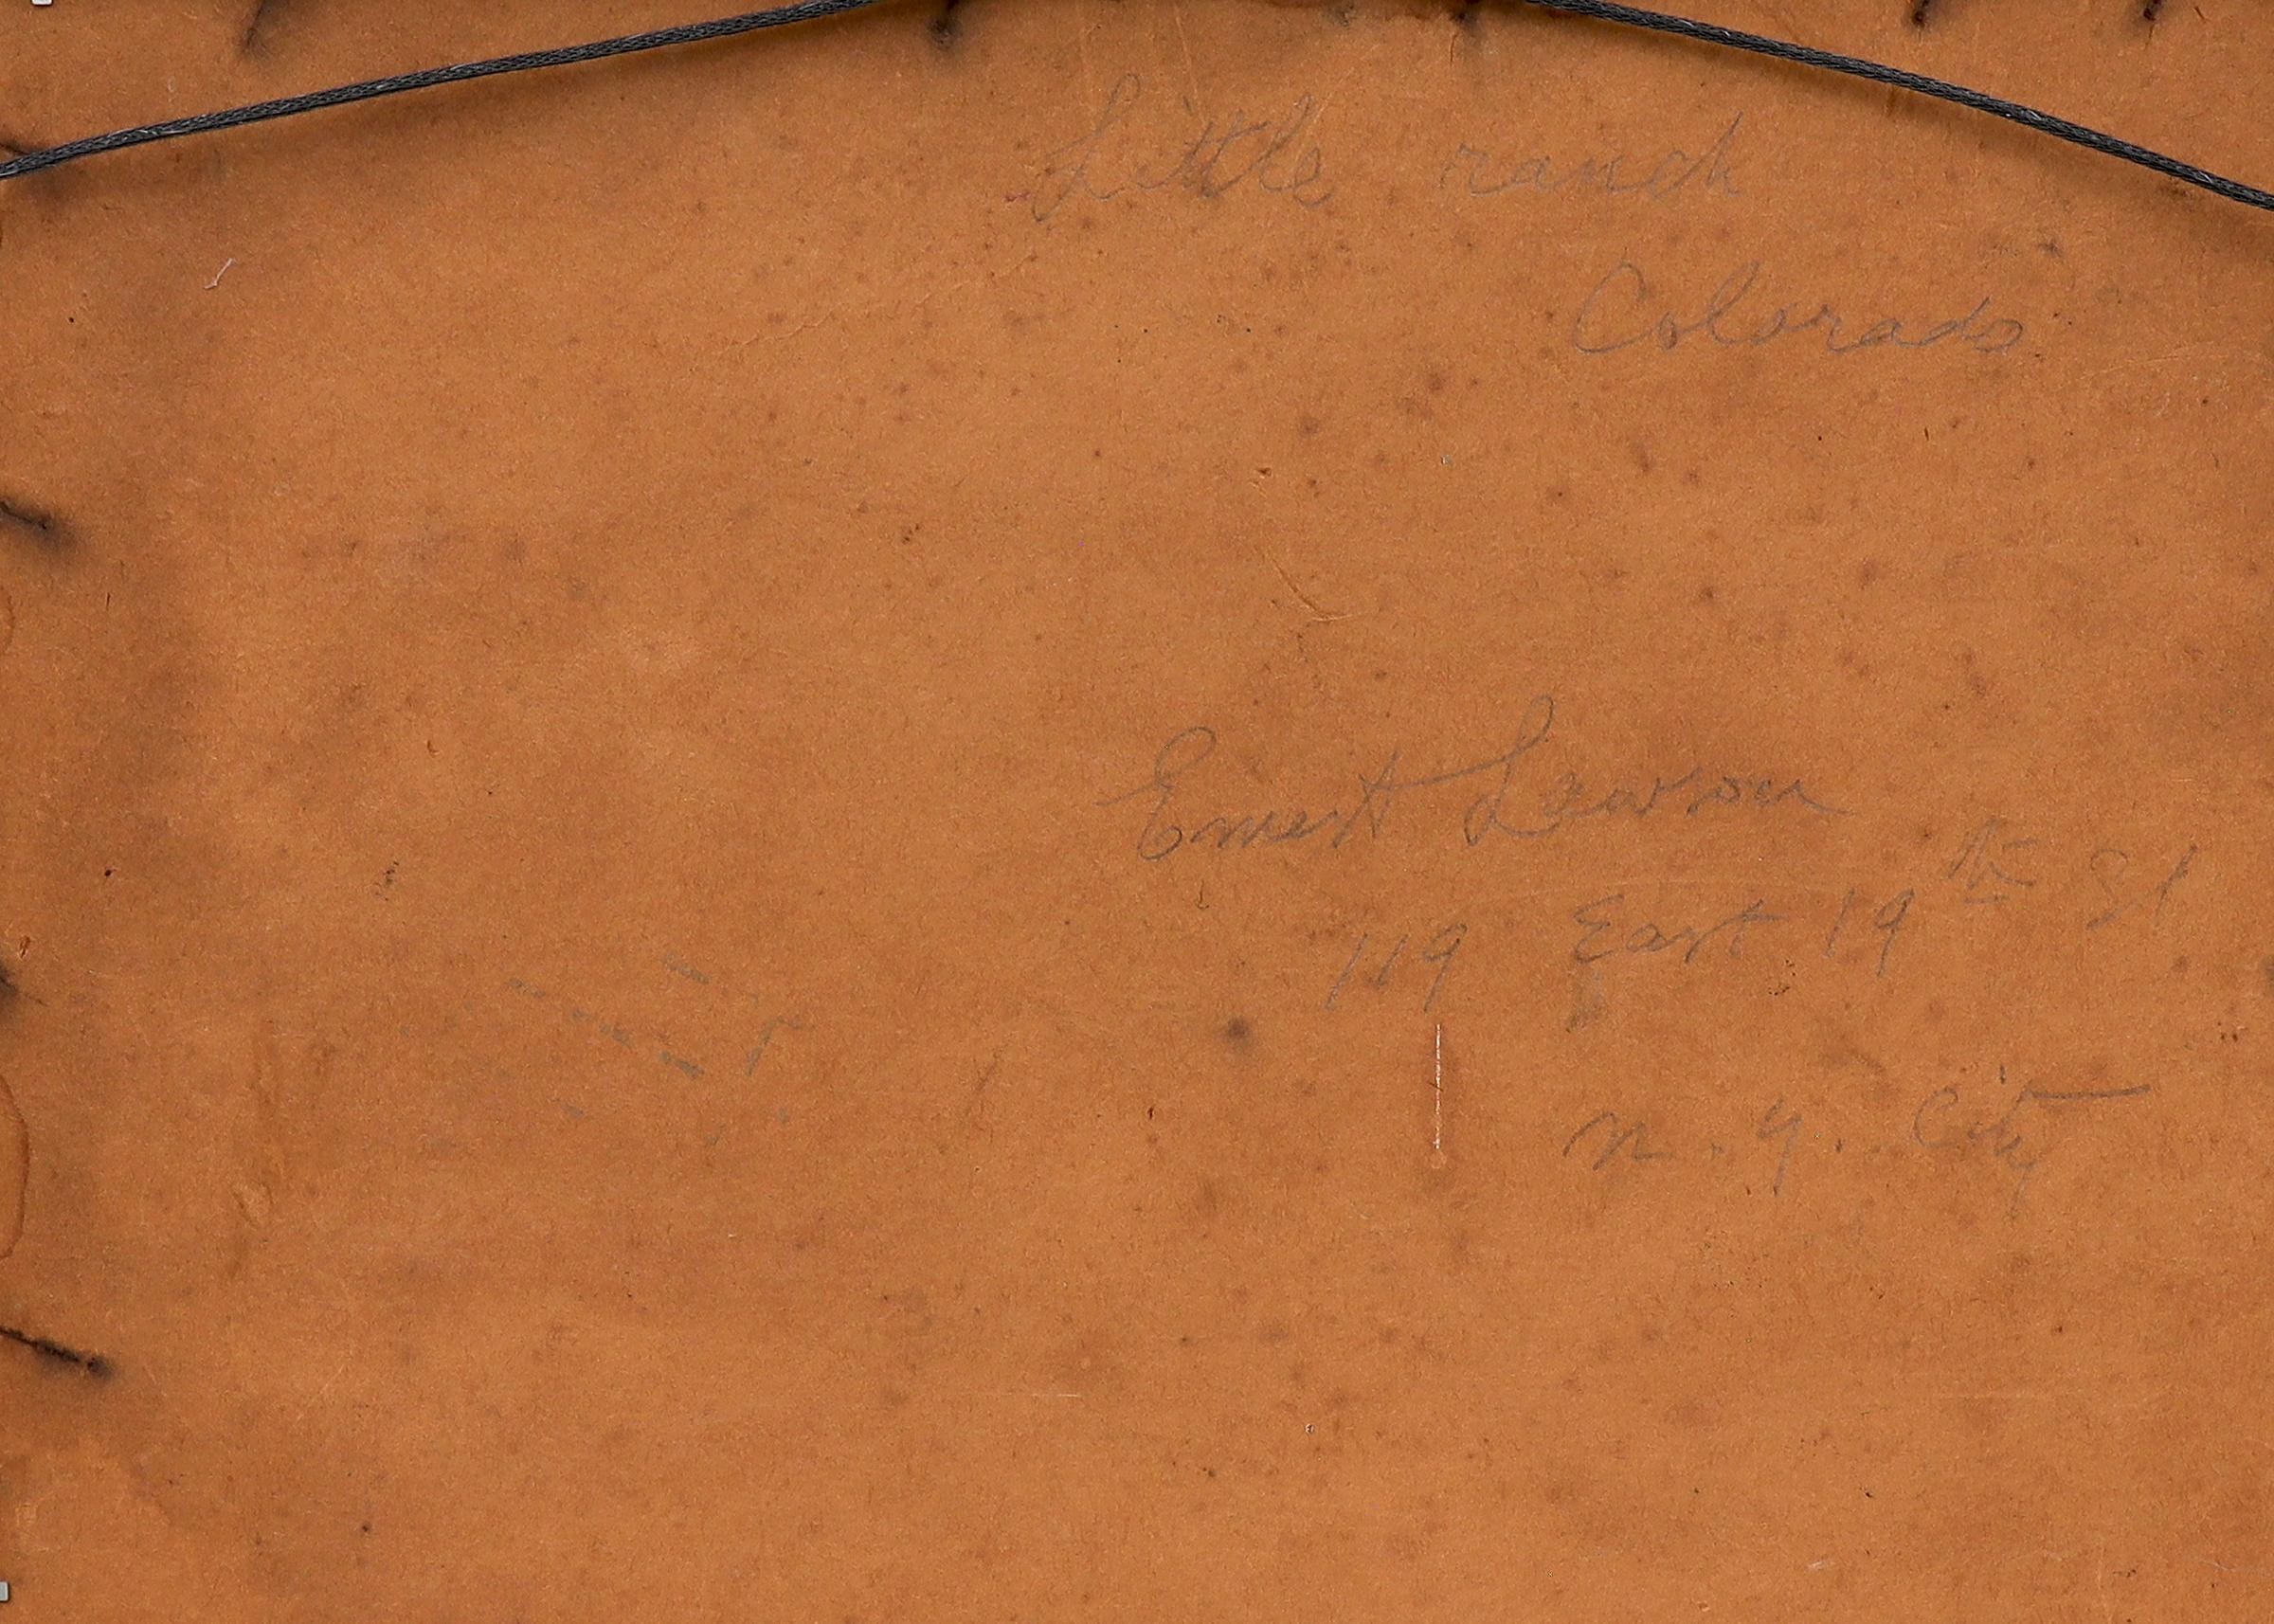 Little ranch
Colorado
Ernest Lawson
119 East 19th St
N. Y. City